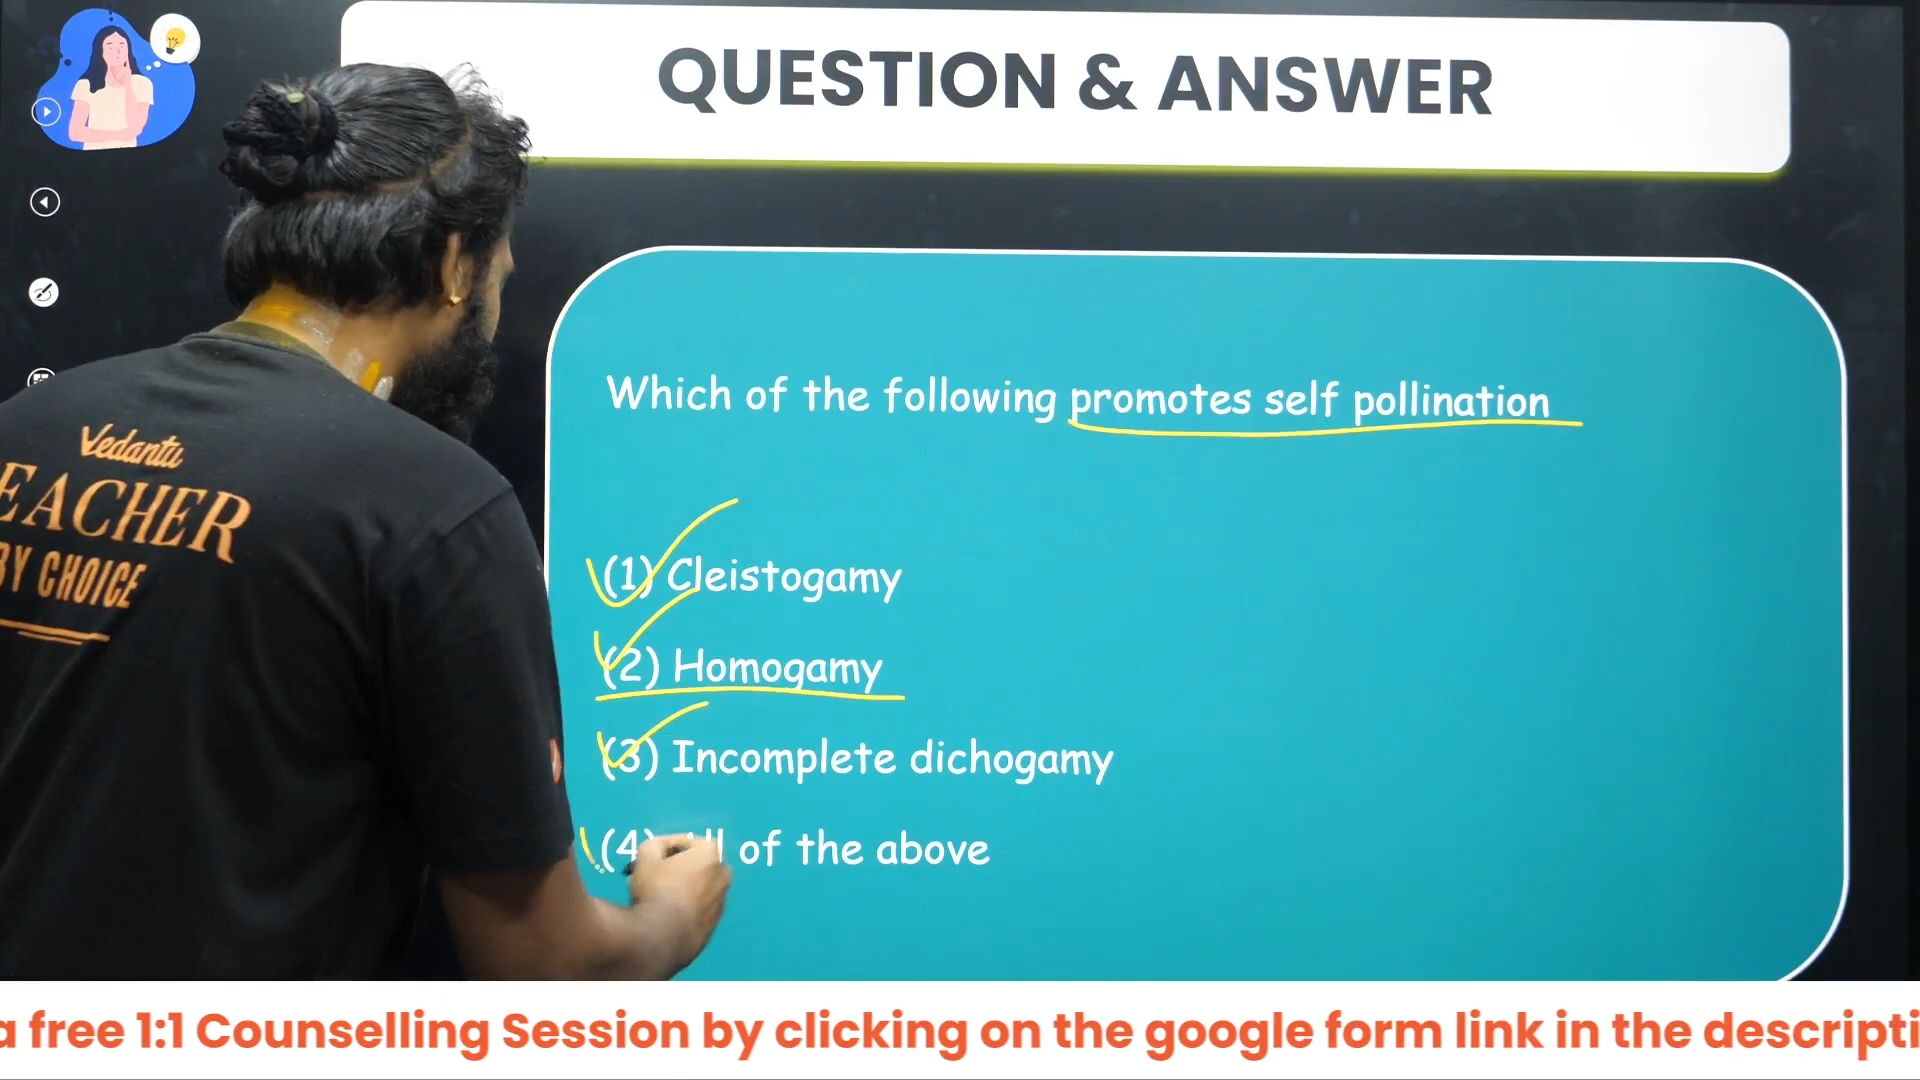 QUESTION & ANSWER
Which of the following promotes self pollination
(1) Cleistogamy
(2) Homogamy
(3) Incomplete dichogamy
(4) All of the above
Vedantu
EACHER
BY CHOICE
a free 1:1 Counselling Session by clicking on the google form link in the descripti